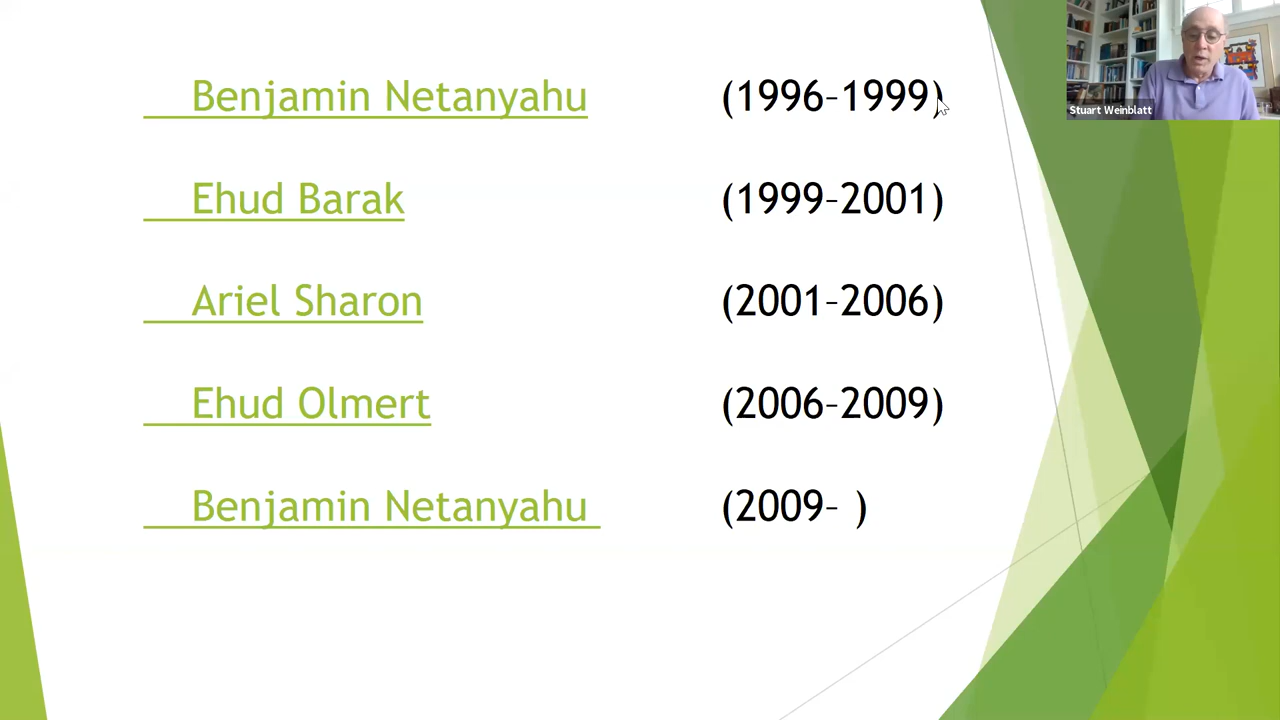 Benjamin Netanyahu (1996–1999)
Stuart Weinblatt
Ehud Barak (1999–2001)
Ariel Sharon (2001–2006)
Ehud Olmert (2006–2009)
Benjamin Netanyahu (2009– )